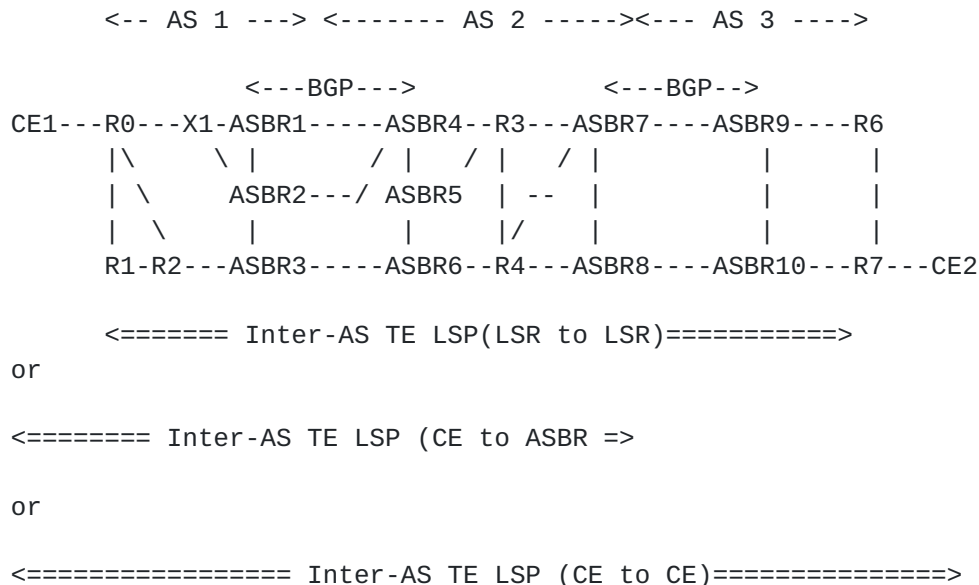 <-- AS 1 ---> <------- AS 2 -----><--- AS 3 ---->
<---BGP---> <---BGP-->
CE1---R0---X1-ASBR1-----ASBR4--R3---ASBR7----ASBR9----R6
|\ \ | / | / | / | | |
| \ ASBR2---/ ASBR5 | -- | | |
| \ | | |/ | | |
R1-R2---ASBR3-----ASBR6--R4---ASBR8----ASBR10---R7---CE2
<======= Inter-AS TE LSP(LSR to LSR)===========>
or
<======== Inter-AS TE LSP (CE to ASBR =>
or
<================= Inter-AS TE LSP (CE to CE)===============>